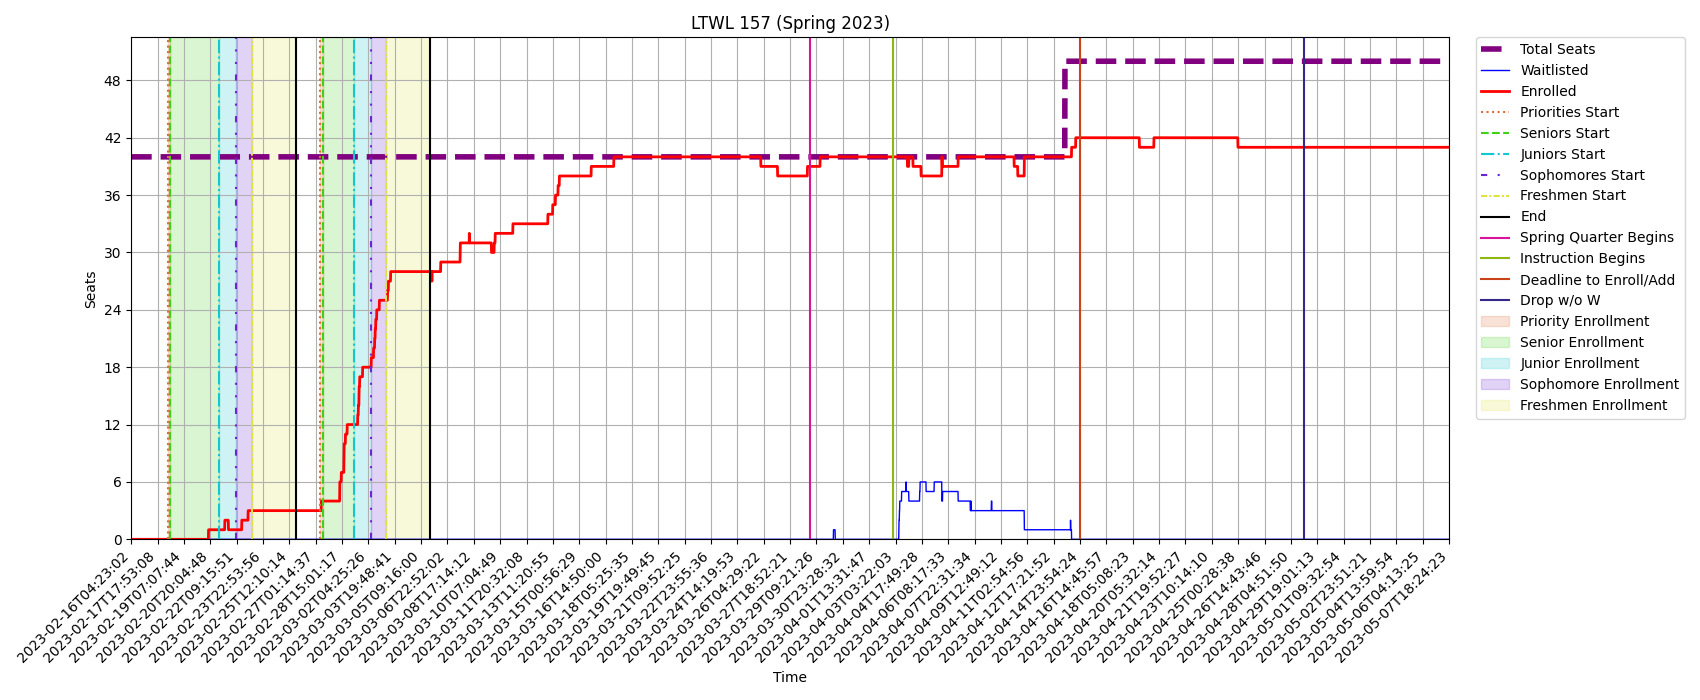 LTWL 157 (Spring 2023)
Seats
48
42
36
30
24
18
12
6
0
2023-02-16T04:23:02
2023-02-17T17:53:08
2023-02-19T07:07:44
2023-02-20T20:04:48
2023-02-22T09:15:51
2023-02-23T22:53:56
2023-02-25T12:10:14
2023-02-27T01:14:37
2023-02-28T15:01:17
2023-03-02T04:25:26
2023-03-03T19:48:41
2023-03-05T09:16:00
2023-03-06T22:52:02
2023-03-08T17:14:12
2023-03-10T07:04:49
2023-03-11T20:32:08
2023-03-13T11:20:55
2023-03-15T00:56:29
2023-03-16T14:50:00
2023-03-18T05:25:35
2023-03-19T19:49:45
2023-03-21T09:52:25
2023-03-22T23:55:36
2023-03-24T14:19:53
2023-03-26T04:29:22
2023-03-27T18:52:21
2023-03-29T09:21:26
2023-03-30T23:28:32
2023-04-01T13:31:47
2023-04-03T03:22:03
2023-04-04T17:49:28
2023-04-06T08:17:33
2023-04-07T22:31:34
2023-04-09T12:49:12
2023-04-11T02:54:56
2023-04-12T17:21:52
2023-04-14T23:54:24
2023-04-16T14:45:57
2023-04-18T05:08:23
2023-04-20T05:32:14
2023-04-21T19:52:27
2023-04-23T10:14:10
2023-04-25T00:28:38
2023-04-26T14:43:46
2023-04-28T04:51:50
2023-04-29T19:01:13
2023-05-01T09:32:54
2023-05-02T23:51:21
2023-05-04T13:59:54
2023-05-06T04:13:25
2023-05-07T18:24:23
Time
Total Seats
Waitlisted
Enrolled
Priorities Start
Seniors Start
Juniors Start
Sophomores Start
Freshmen Start
End
Spring Quarter Begins
Instruction Begins
Deadline to Enroll/Add
Drop w/o W
Priority Enrollment
Senior Enrollment
Junior Enrollment
Sophomore Enrollment
Freshmen Enrollment